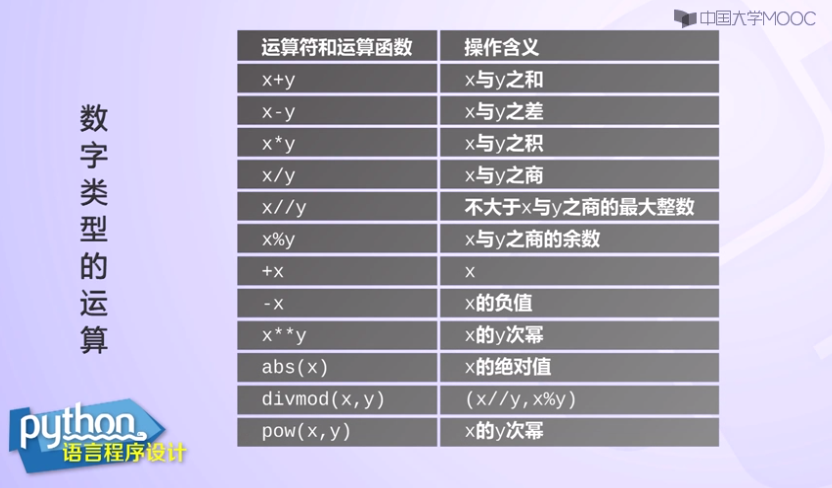 中国大学MOOC
数字类型的运算
运算符和运算函数 操作含义
x+y x与y之和
x-y x与y之差
x*y x与y之积
x/y x与y之商
x//y 不大于x与y之商的最大整数
x%y x与y之商的余数
+x x
-x x的负值
x**y x的y次幂
abs(x) x的绝对值
divmod(x,y) (x//y,x%y)
pow(x,y) x的y次幂
python
语言程序设计